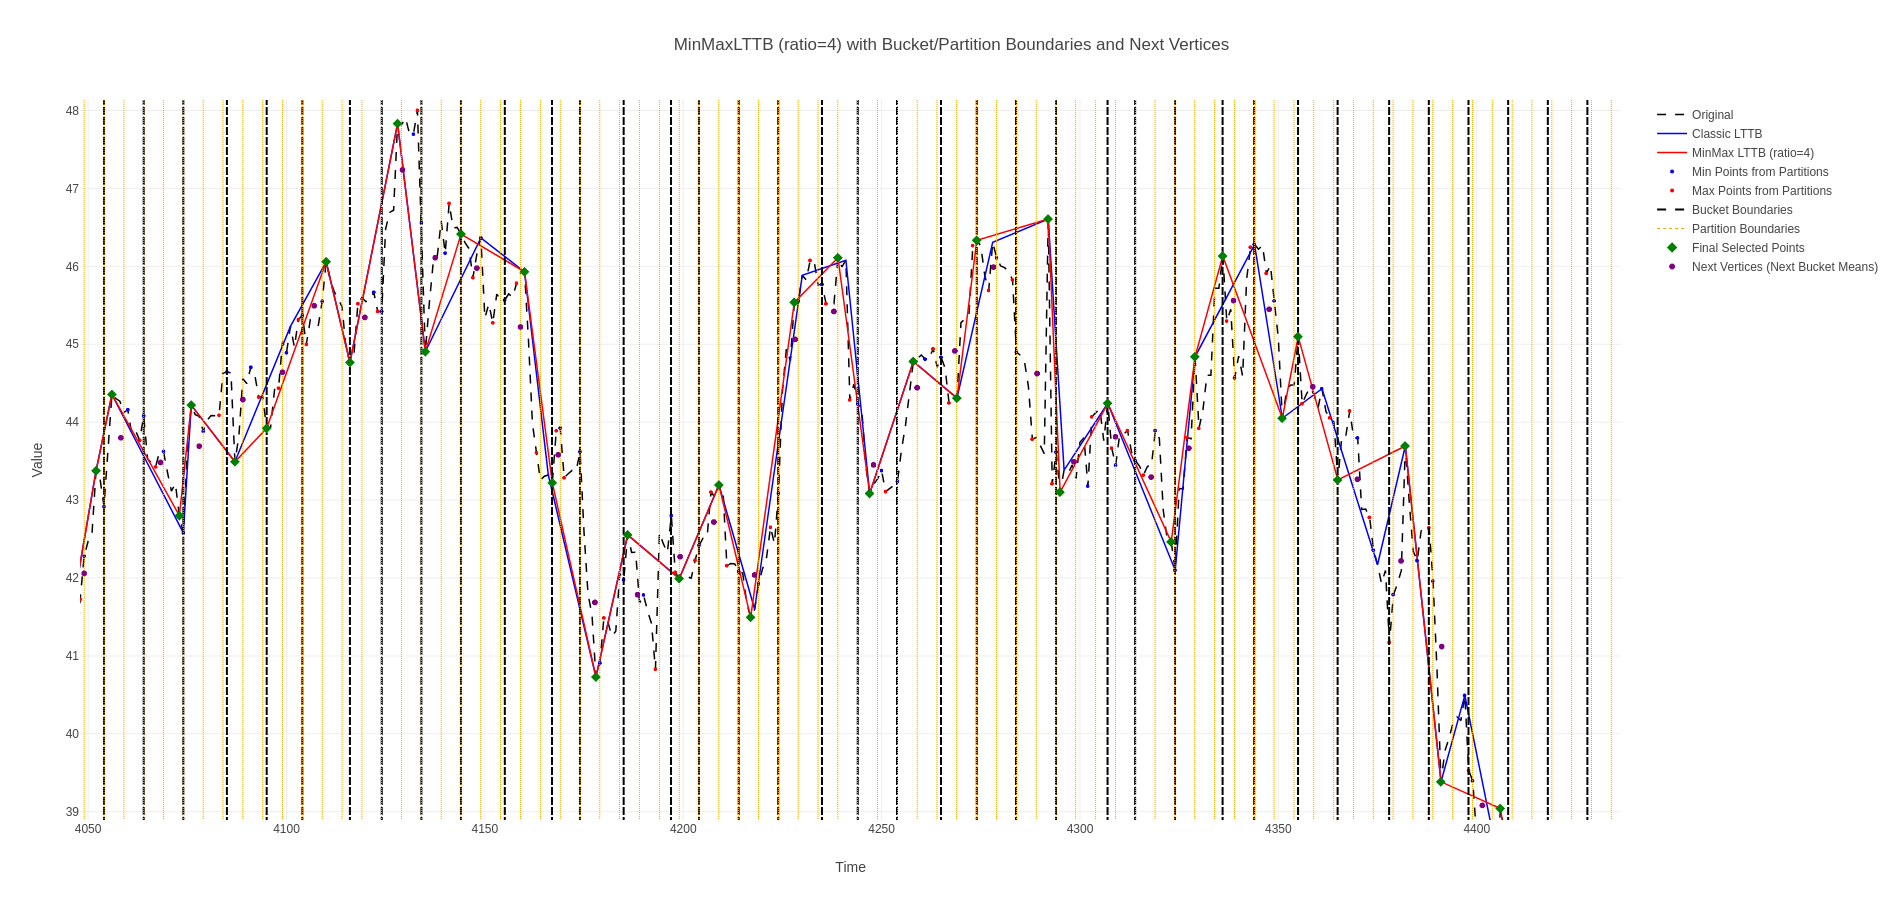 MinMaxLTTB (ratio=4) with Bucket/Partition Boundaries and Next Vertices
Original
Classic LTTB
MinMax LTTB (ratio=4)
Min Points from Partitions
Max Points from Partitions
Bucket Boundaries
Partition Boundaries
Final Selected Points
Next Vertices (Next Bucket Means)
Value
48
47
46
45
44
43
42
41
40
39
4050 4100 4150 4200 4250 4300 4350 4400
Time